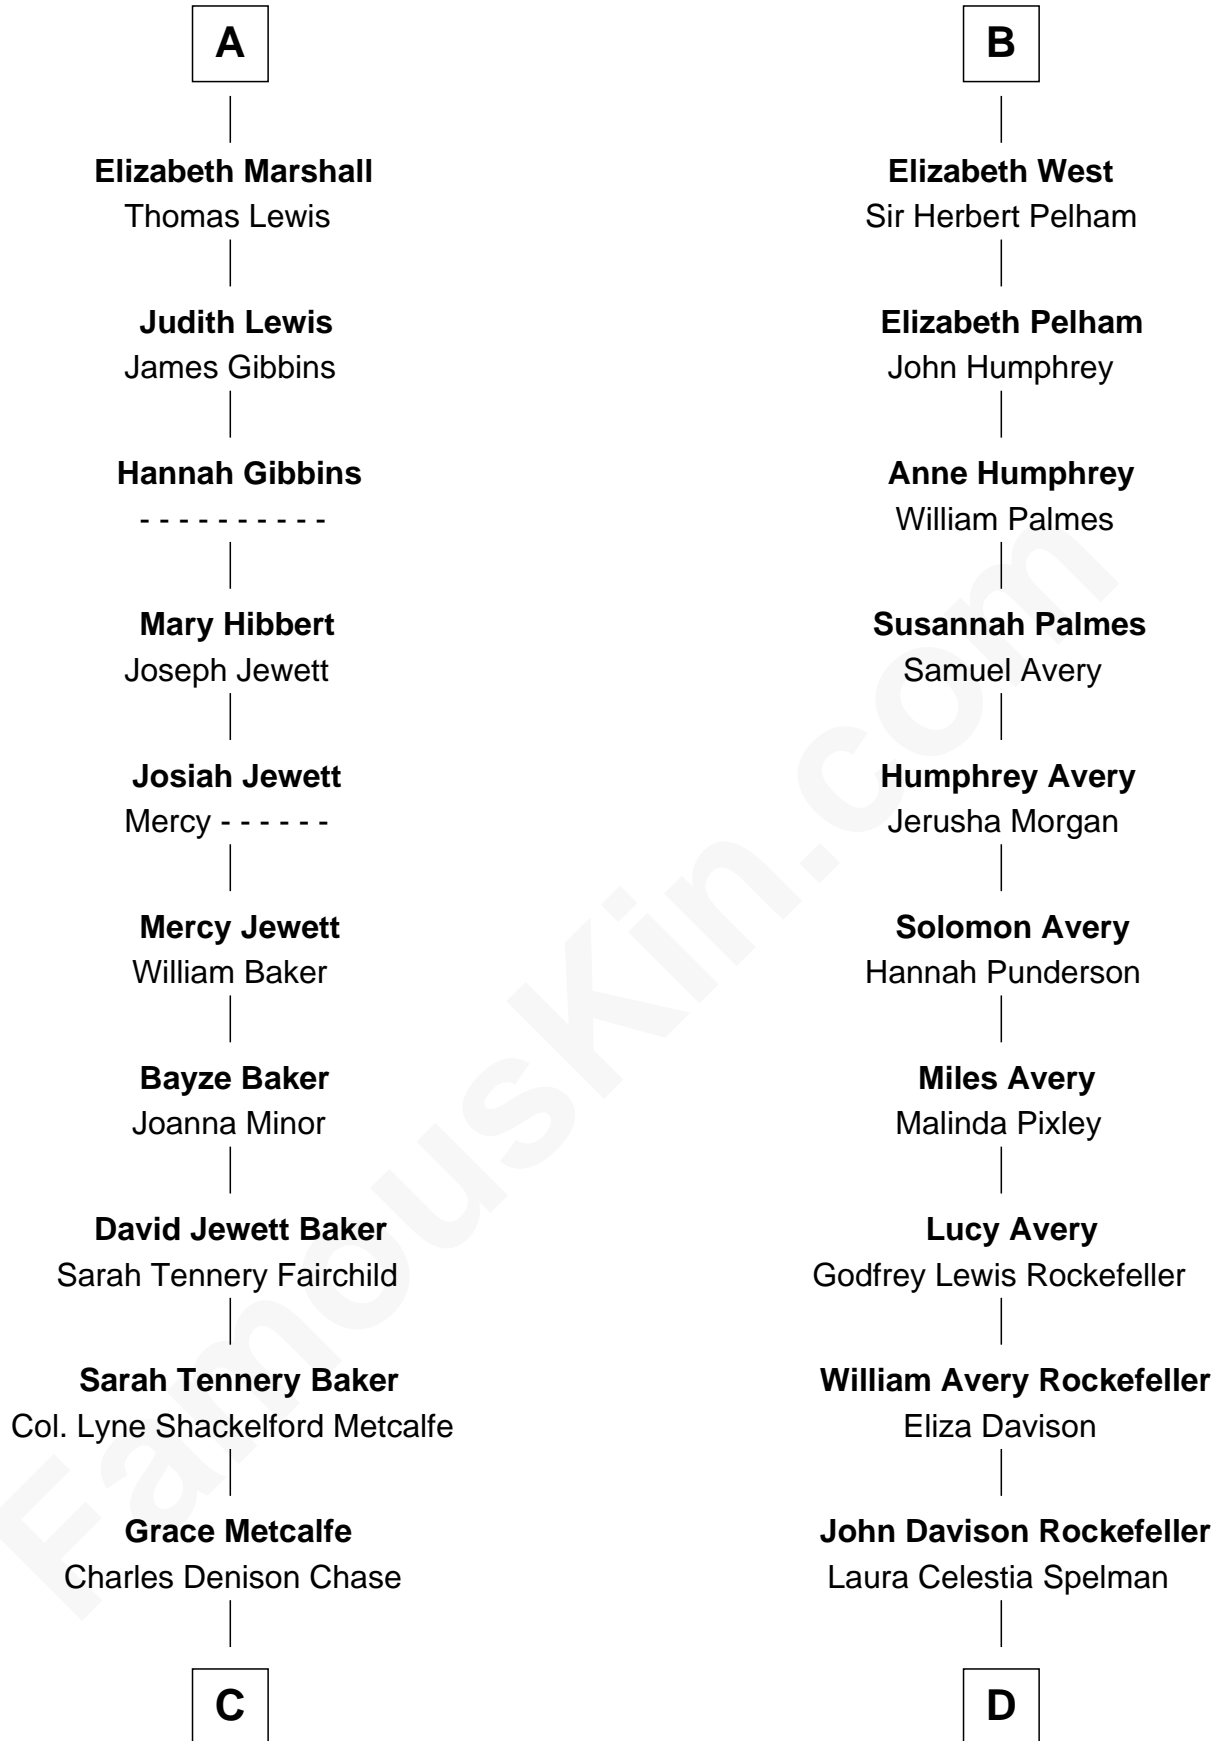 A
Elizabeth Marshall
Thomas Lewis
Judith Lewis
James Gibbins
Hannah Gibbins
- - - - - - - - - -
Mary Hibbert
Joseph Jewett
Josiah Jewett
Mercy - - - - - -
Mercy Jewett
William Baker
Bayze Baker
Joanna Minor
David Jewett Baker
Sarah Tennery Fairchild
Sarah Tennery Baker
Col. Lyne Shackelford Metcalfe
Grace Metcalfe
Charles Denison Chase
C
B
Elizabeth West
Sir Herbert Pelham
Elizabeth Pelham
John Humphrey
Anne Humphrey
William Palmes
Susannah Palmes
Samuel Avery
Humphrey Avery
Jerusha Morgan
Solomon Avery
Hannah Punderson
Miles Avery
Malinda Pixley
Lucy Avery
Godfrey Lewis Rockefeller
William Avery Rockefeller
Eliza Davison
John Davison Rockefeller
Laura Celestia Spelman
D
FamousKin.com